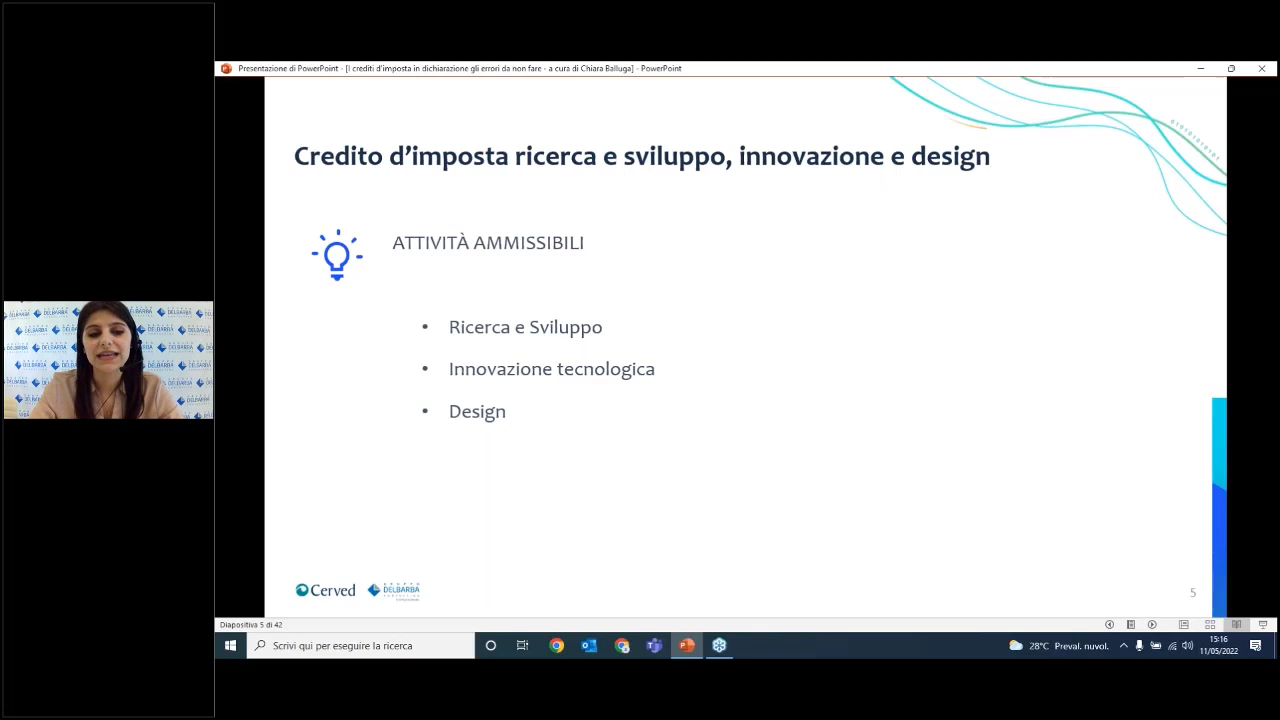 Presentazione di PowerPoint - [I crediti d'imposta in dichiarazione gli errori da non fare - a cura di Chiara Balluga] - PowerPoint
Credito d'imposta ricerca e sviluppo, innovazione e design
ATTIVITÀ AMMISSIBILI
• Ricerca e Sviluppo
• Innovazione tecnologica
• Design
DELBARBA
Cerved
GRUPPO
DELBARBA
5
Diapositiva 5 di 42
Scrivi qui per eseguire la ricerca
28°C Preval. nuvol.
15:16
11/05/2022